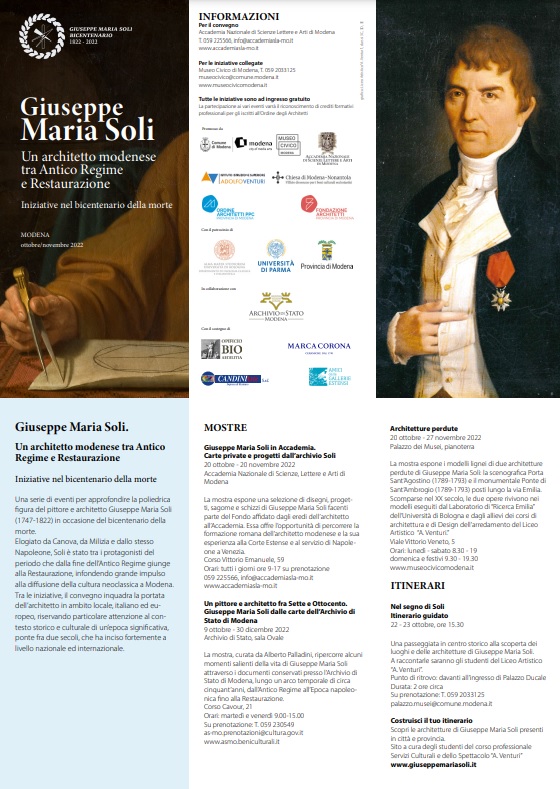 GIUSEPPE MARIA SOLI
BICENTENARIO
1822 - 2022
Giuseppe
Maria Soli
Un architetto modenese
tra Antico Regime
e Restaurazione
Iniziative nel bicentenario della morte
MODENA
ottobre/novembre 2022
INFORMAZIONI
Per il convegno
Accademia Nazionale di Scienze Lettere e Arti di Modena
T. 059 225566, info@accademiasla-mo.it
www.accademiasla-mo.it
Per le iniziative collegate
Museo Civico di Modena, T. 059 2033125
museocivico@comune.modena.it
www.museocivicomodena.it
Tutte le iniziative sono ad ingresso gratuito
La partecipazione ai vari eventi varrà il riconoscimento di crediti formativi
professionali per gli iscritti all'Ordine degli Architetti.
Promosso da
Comune
di Modena
modena
city of media arts
MUSEO
CIVICO
MODENA
ACCADEMIA NAZIONALE
DI SCIENZE LETTERE E ARTI
DI MODENA
ISTITUTO ISTRUZIONE SUPERIORE
ADOLFOVENTURI
Chiesa di Modena-Nonantola
ORDINE
ARCHITETTI PPC
PROVINCIA DI MODENA
FONDAZIONE
ARCHITETTI
PROVINCIA DI MODENA
Con il patrocinio di
UNIVERSITÀ
DI PARMA
Provincia di Modena
In collaborazione con
ARCHIVIO DI STATO
MODENA
Con il sostegno di
OPIFICIO
BIO
AESTETICA
MARCA CORONA
CANDINI
AMICI
DELLE
GALLERIE
ESTENSI
Giuseppe Maria Soli.
Un architetto modenese tra Antico
Regime e Restaurazione
Iniziative nel bicentenario della morte
Una serie di eventi per approfondire la poliedrica
figura del pittore e architetto Giuseppe Maria Soli
(1747-1822) in occasione del bicentenario della
morte.
Elogiato da Canova, da Milizia e dallo stesso
Napoleone, Soli è stato tra i protagonisti del
periodo che dalla fine dell'Antico Regime giunge
alla Restaurazione, infondendo grande impulso
alla diffusione della cultura neoclassica a Modena.
Tra le iniziative, il convegno inquadra la portata
dell'architetto in ambito locale, italiano ed eu-
ropeo, riservando particolare attenzione al con-
testo storico e culturale di un'epoca significativa,
ponte fra due secoli, che ha inciso fortemente a
livello nazionale ed internazionale.
MOSTRE
Giuseppe Maria Soli in Accademia.
Carte private e progetti dall'archivio Soli
20 ottobre - 20 novembre 2022
Accademia Nazionale di Scienze, Lettere e Arti di
Modena
La mostra espone una selezione di disegni, proget-
ti, sagome e schizzi di Giuseppe Maria Soli facenti
parte del Fondo affidato dagli eredi dell'architetto
all'Accademia. Essa offre l'opportunità di percorrere la
formazione romana dell'architetto modenese e la sua
esperienza alla Corte Estense e al servizio di Napole-
one a Venezia.
Corso Vittorio Emanuele, 59
Orari: tutti i giorni ore 9-17 su prenotazione
059 225566, info@accademiasla-mo.it
www.accademiasla-mo.it
Un pittore e architetto fra Sette e Ottocento.
Giuseppe Maria Soli dalle carte dell'Archivio di
Stato di Modena
9 ottobre - 30 dicembre 2022
Archivio di Stato, sala Ovale
La mostra, curata da Alberto Palladini, ripercorre alcuni
momenti salienti della vita di Giuseppe Maria Soli
attraverso i documenti conservati presso l'Archivio di
Stato di Modena, lungo un arco temporale di circa
cinquant'anni, dall'Antico Regime all'Epoca napoleo-
nica fino alla Restaurazione.
Corso Cavour, 21
Orari: martedì e venerdì 9.00-15.00
Su prenotazione: T. 059 230549
as-mo.prenotazioni@cultura.gov.it
www.asmo.beniculturali.it
Architetture perdute
20 ottobre - 27 novembre 2022
Palazzo dei Musei, pianoterra
La mostra espone i modelli lignei di due architetture
perdute di Giuseppe Maria Soli: la scenografica Porta
Sant'Agostino (1789-1793) e il monumentale Ponte di
Sant'Ambrogio (1789-1793) posti lungo la via Emilia.
Scomparse nel XX secolo, le due opere rivivono nei
modelli eseguiti dal Laboratorio di "Ricerca Emilia"
dell'Università di Bologna e dagli allievi dei corsi di
architettura e di Design dell'arredamento del Liceo
Artistico "A. Venturi."
Viale Vittorio Veneto, 5
Orari: lunedì - sabato 8.30 - 19
domenica e festivi 9.30 - 19.30
www.museocivicomodena.it
ITINERARI
Nel segno di Soli
Itinerario guidato
22 - 23 ottobre, ore 15.30
Una passeggiata in centro storico alla scoperta dei
luoghi e delle architetture di Giuseppe Maria Soli.
A raccontarle saranno gli studenti del Liceo Artistico
"A. Venturi".
Punto di ritrovo: davanti all'ingresso di Palazzo Ducale
Durata: 2 ore circa
Su prenotazione: T. 059 2033125
palazzo.musei@comune.modena.it
Costruisci il tuo itinerario
Scopri le architetture di Giuseppe Maria Soli presenti
in città e provincia.
Sito a cura degli studenti del corso professionale
Servizi Culturali e dello Spettacolo "A. Venturi".
www.giuseppemariasoli.it